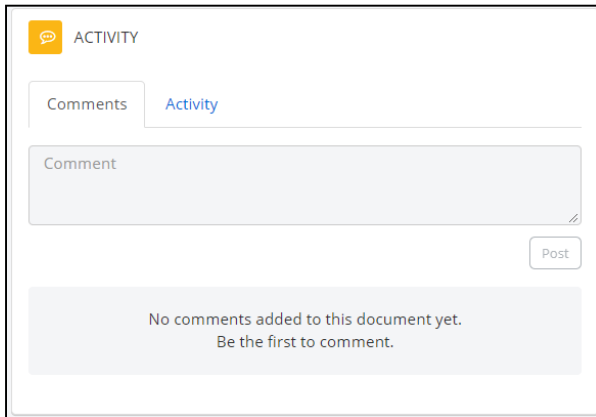 ACTIVITY
Comments
Activity
Comment
Post
No comments added to this document yet.
Be the first to comment.